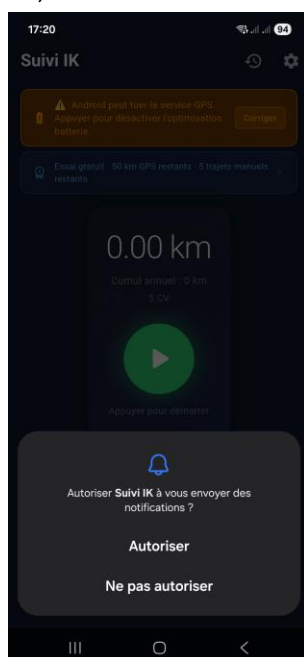 17:20
94
Suivi IK
Android peut tuer le service GPS.
Appuyer pour désactiver l'optimisation
batterie.
Corriger
Essai gratuit · 50 km GPS restants · 5 trajets manuels
restants
0.00 km
Cumul annuel : 0 km
5 CV
Appuyer pour démarrer
Autoriser Suivi IK à vous envoyer des
notifications ?
Autoriser
Ne pas autoriser